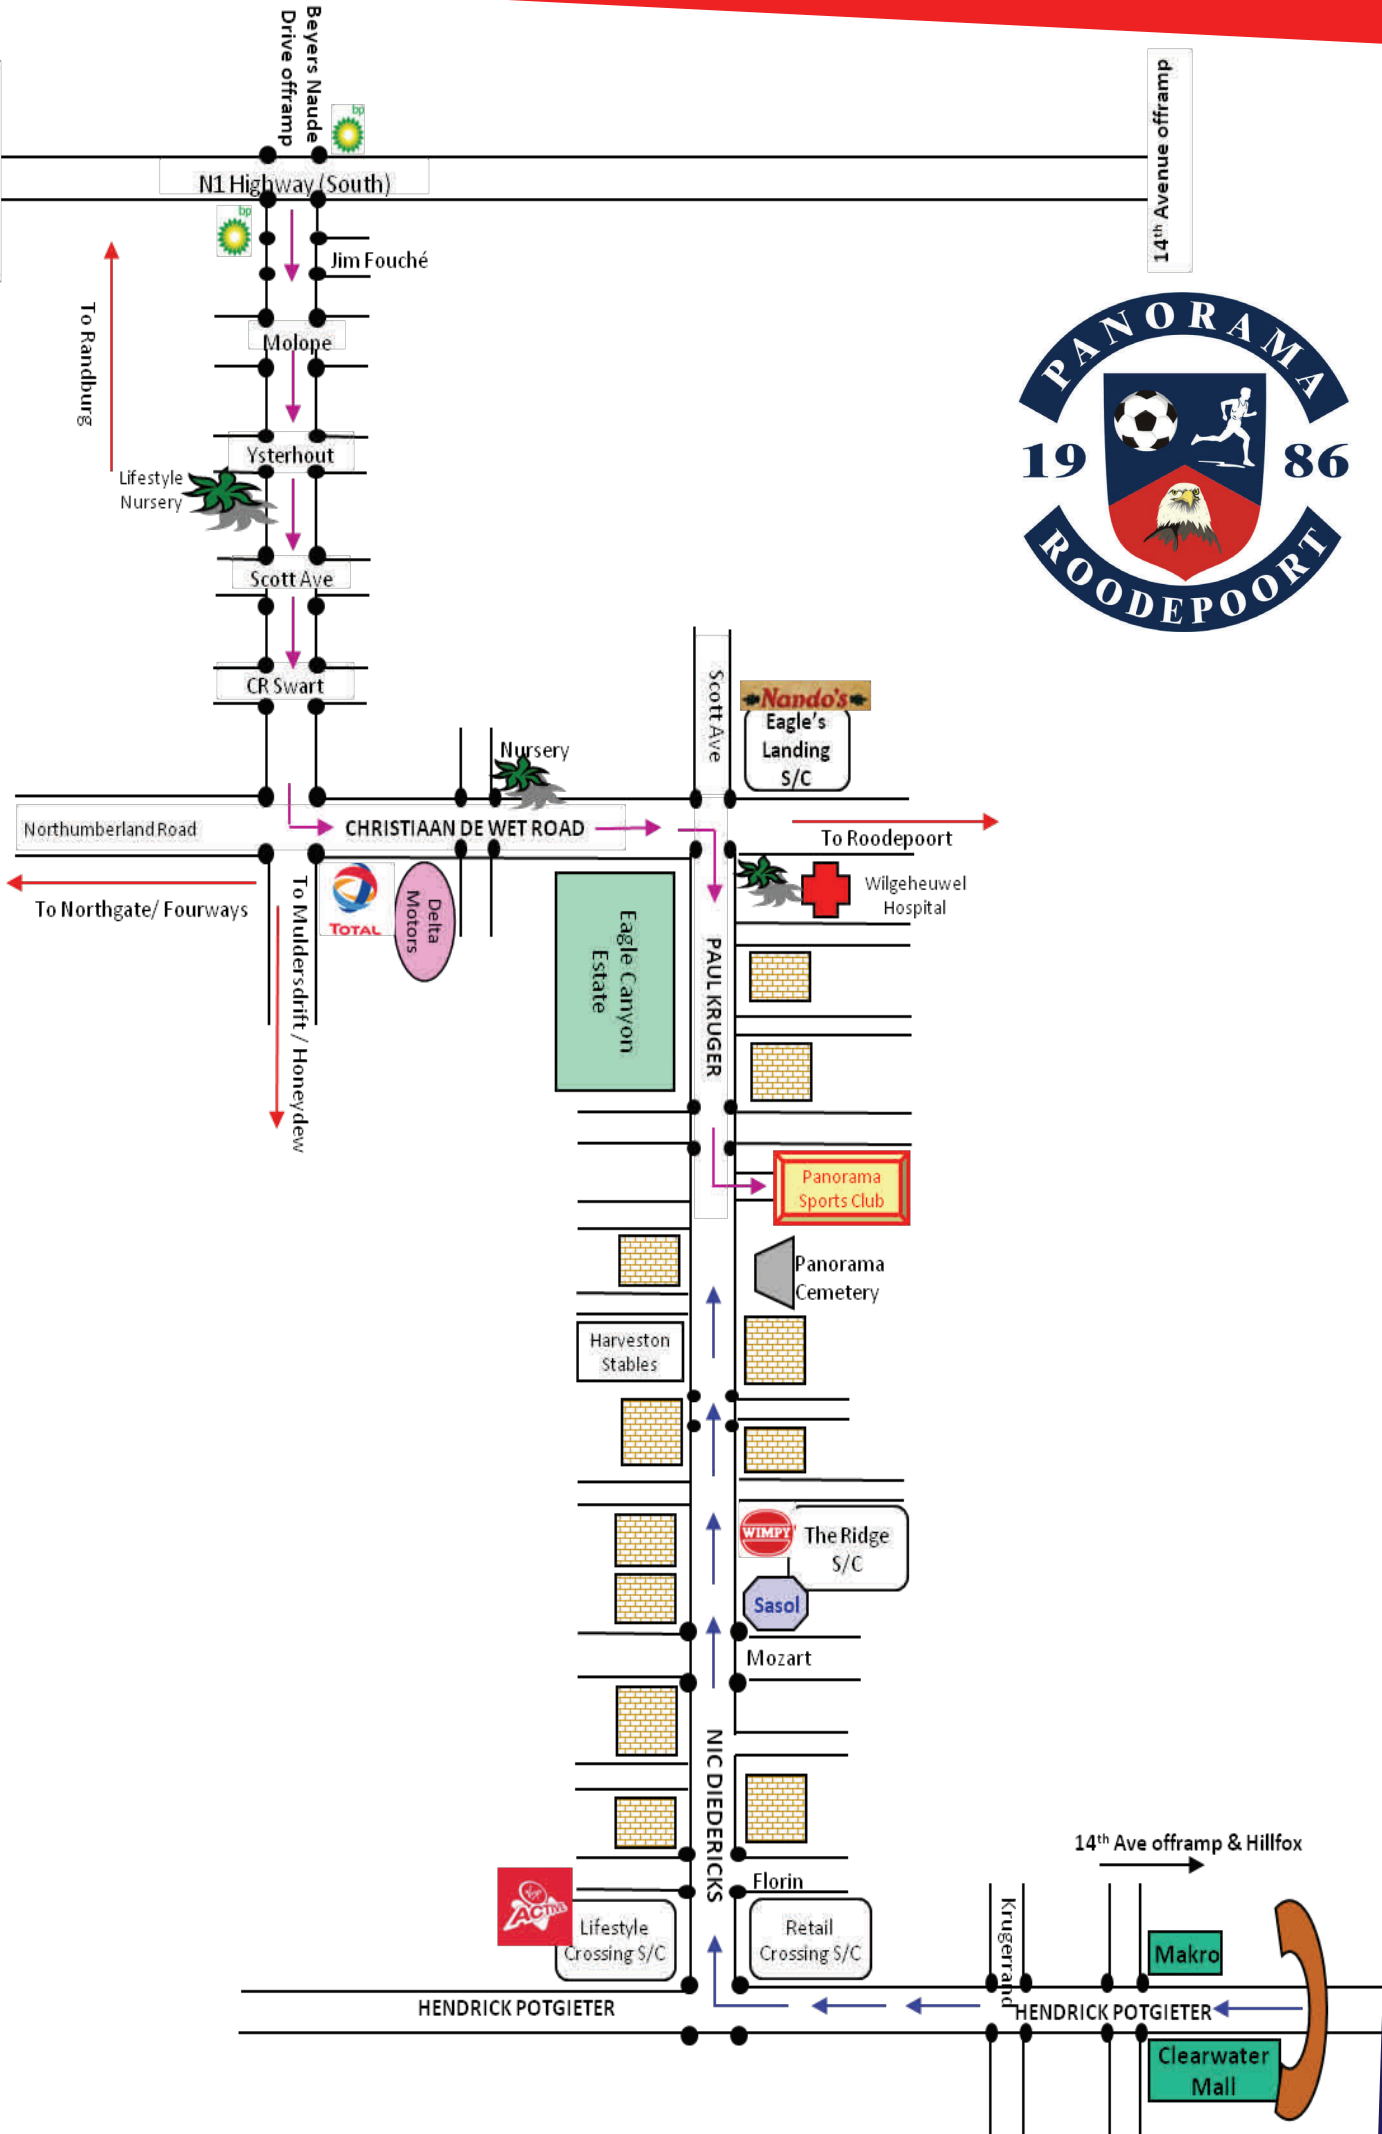 Beyers Naude
Drive offramp
bp
14th Avenue offramp
N1 Highway (South)
bp
Jim Fouché
To Randburg
Molope
PANORAMA
19 86
ROODEPOORT
Ysterhout
Lifestyle
Nursery
Scott Ave
CR Swart
Scott Ave
Nando's
Eagle's
Landing
S/C
Nursery
Northumberland Road
CHRISTIAAN DE WET ROAD
To Roodepoort
To Northgate/ Fourways
To Muldersdrift / Honeydew
TOTAL
Delta
Motors
Eagle Canyon
Estate
PAUL KRUGER
Wilgeheuwel
Hospital
Panorama
Sports Club
Panorama
Cemetery
Harveston
Stables
WIMPY
The Ridge
S/C
Sasol
Mozart
NIC DIEDERICKS
Florin
Virgin
ACTIVE
Lifestyle
Crossing S/C
Retail
Crossing S/C
14th Ave offramp & Hillfox
Krugerrand
Makro
HENDRICK POTGIETER
HENDRICK POTGIETER
Clearwater
Mall